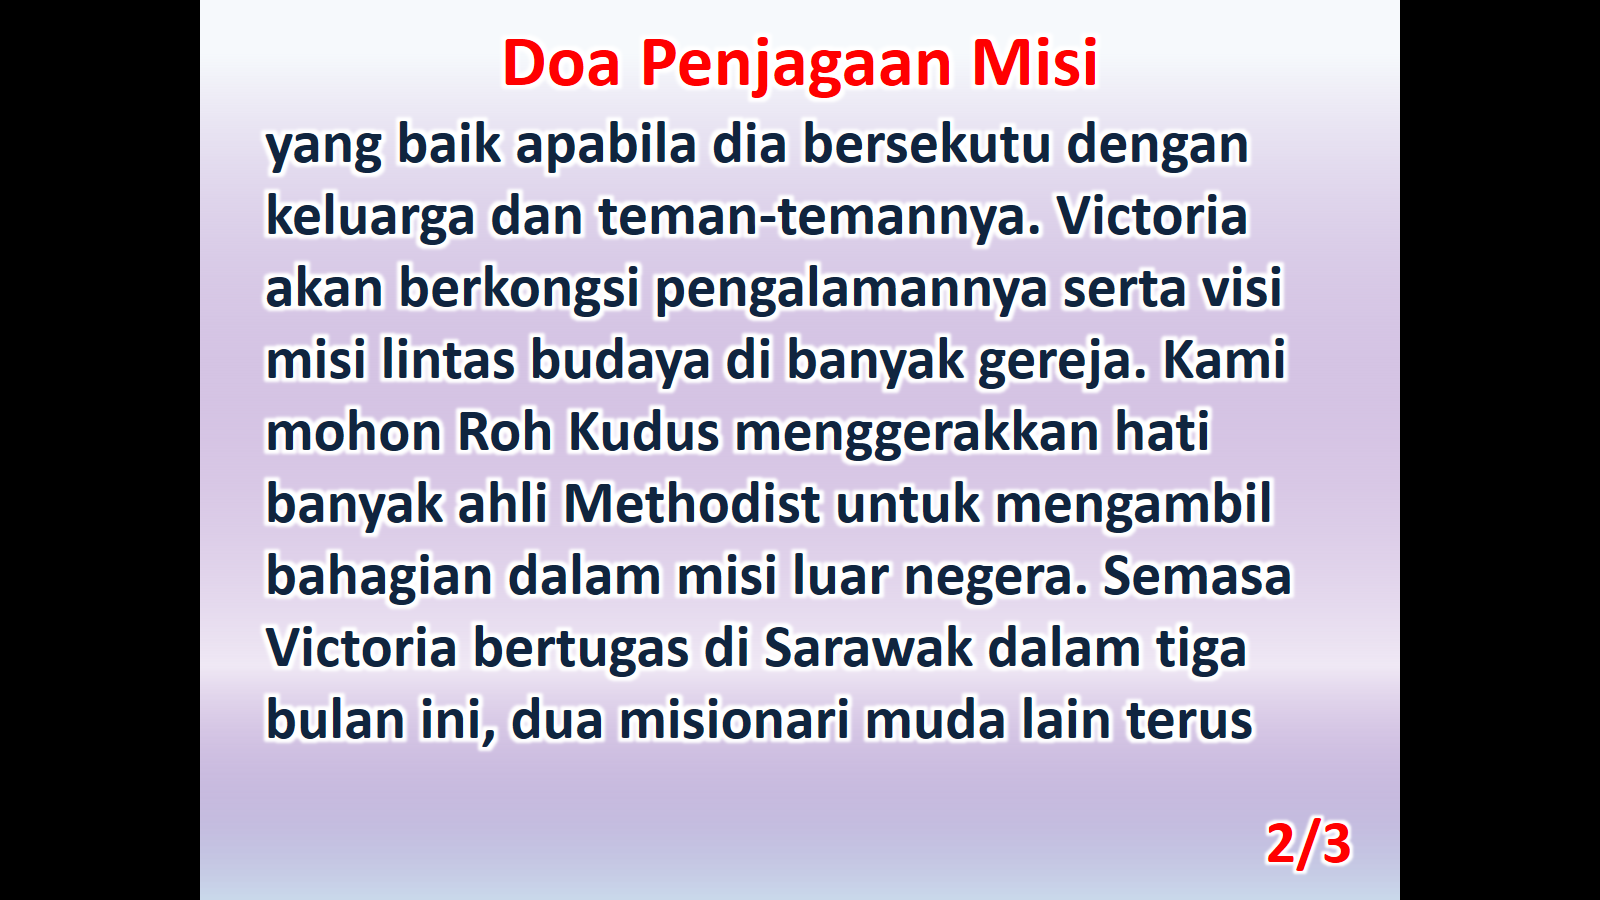 Doa Penjagaan Misi
yang baik apabila dia bersekutu dengan
keluarga dan teman-temannya. Victoria
akan berkongsi pengalamannya serta visi
misi lintas budaya di banyak gereja. Kami
mohon Roh Kudus menggerakkan hati
banyak ahli Methodist untuk mengambil
bahagian dalam misi luar negera. Semasa
Victoria bertugas di Sarawak dalam tiga
bulan ini, dua misionari muda lain terus
2/3